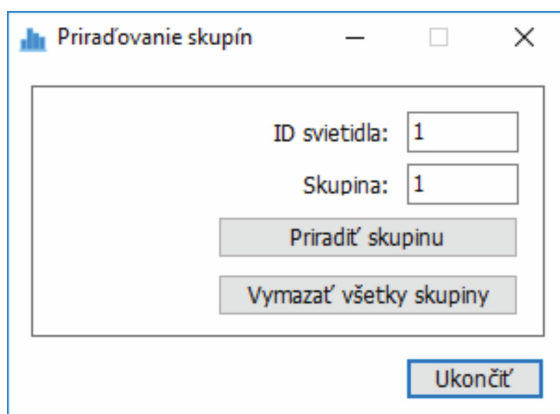 Priraďovanie skupín
ID svietidla: 1
Skupina: 1
Priradiť skupinu
Vymazať všetky skupiny
Ukončiť